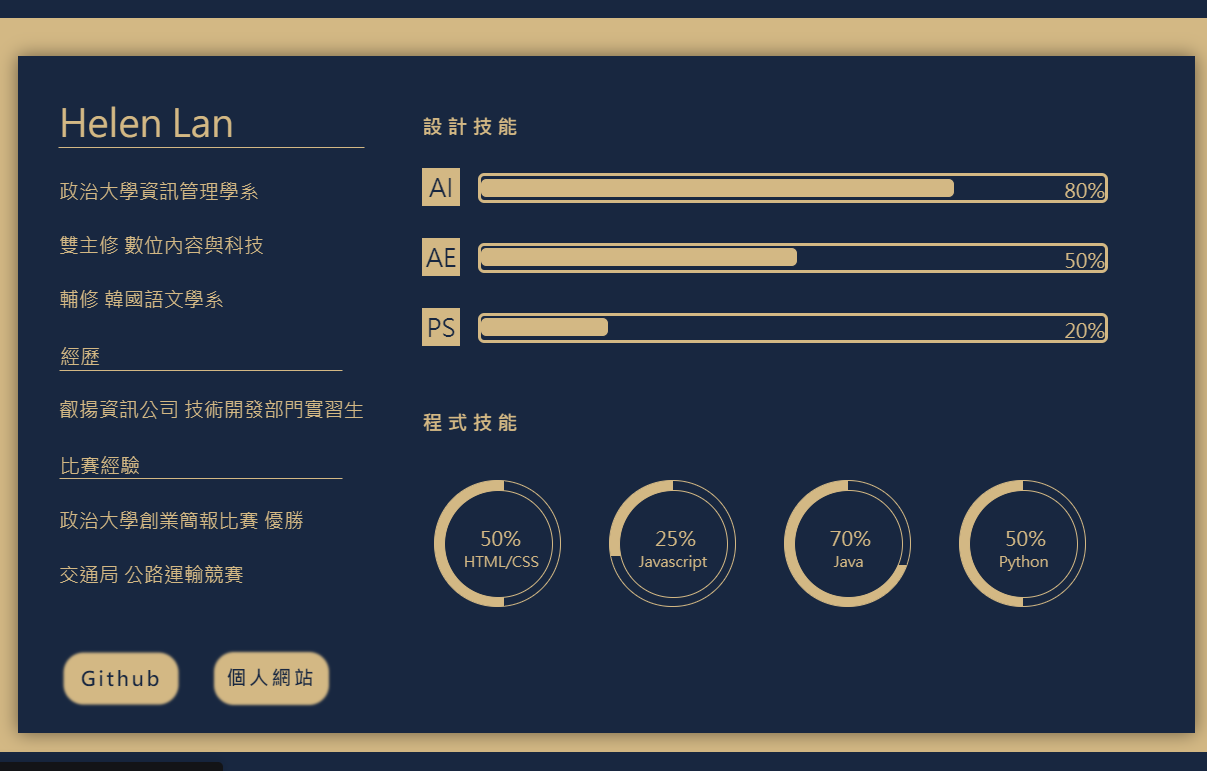 Helen Lan
政治大學資訊管理學系
雙主修 數位內容與科技
輔修 韓國語文學系
經歷
叡揚資訊公司 技術開發部門實習生
比賽經驗
政治大學創業簡報比賽 優勝
交通局 公路運輸競賽
Github
個人網站
設計技能
AI
80%
AE
50%
PS
20%
程式技能
50%
HTML/CSS
25%
Javascript
70%
Java
50%
Python